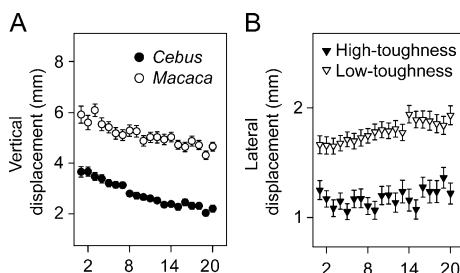 A
B
Cebus
Macaca
High-toughness
Low-toughness
Vertical
displacement (mm)
Lateral
displacement (mm)
8
6
4
2
2
1
2 8 14 20
2 8 14 20